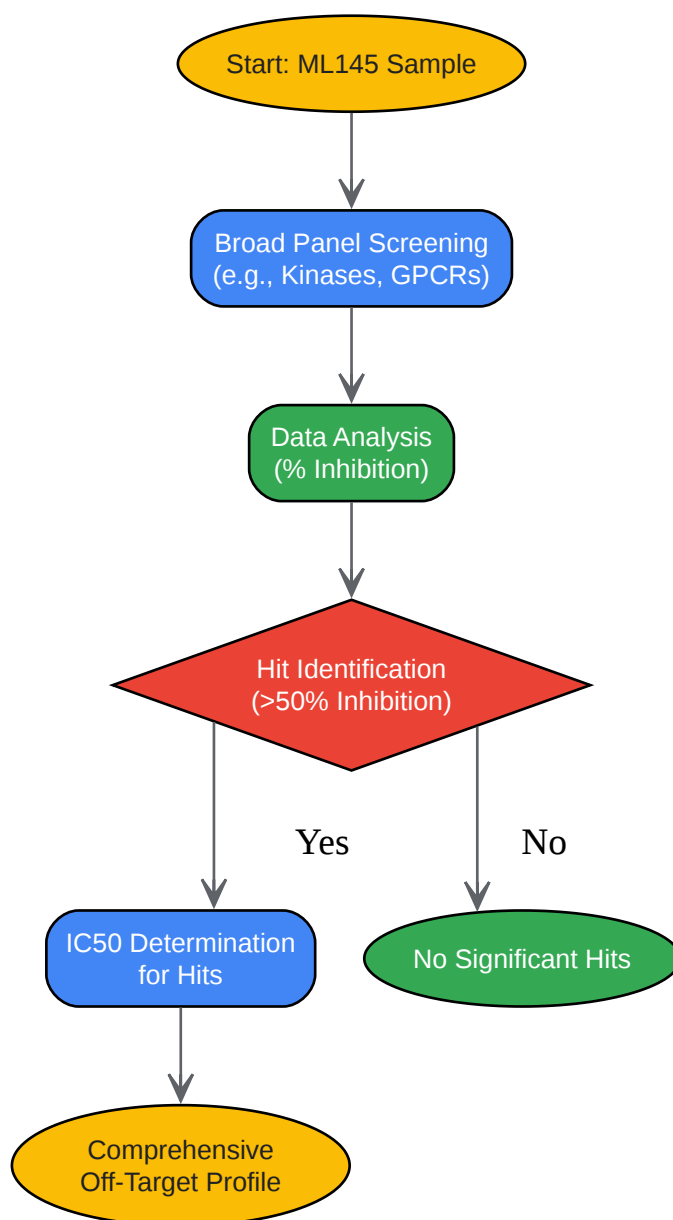 Start: ML145 Sample
Broad Panel Screening
(e.g., Kinases, GPCRs)
Data Analysis
(% Inhibition)
Hit Identification
(>50% Inhibition)
Yes
No
IC50 Determination
for Hits
No Significant Hits
Comprehensive
Off-Target Profile